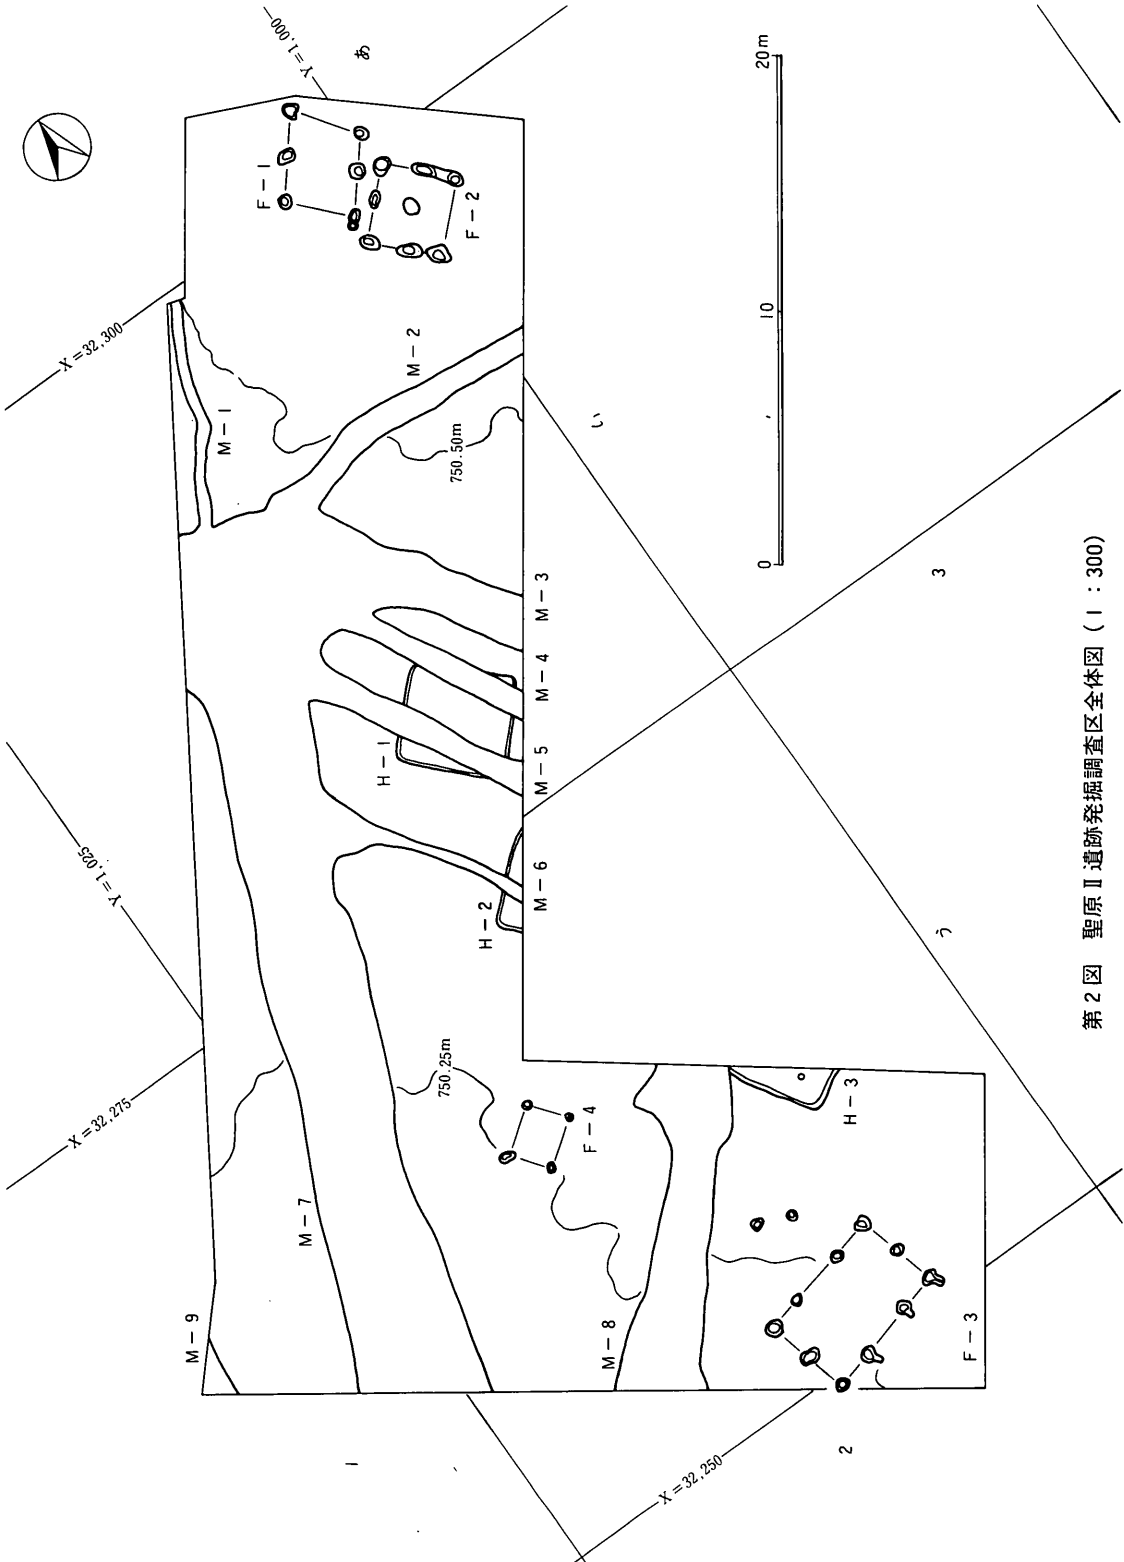 Y=1,000
あ
20m
F-1
F-2
X=32,300
M-1
M-2
10
750.50m
い
0
M-3
3
M-4
H-1
M-5
Y=1,025
M-6
H-2
う
750.25m
X=32,275
F-4
H-3
M-7
M-9
M-8
F-3
1
2
X=32,250
第2図 聖原Ⅱ遺跡発掘調査区全体図(1:300)